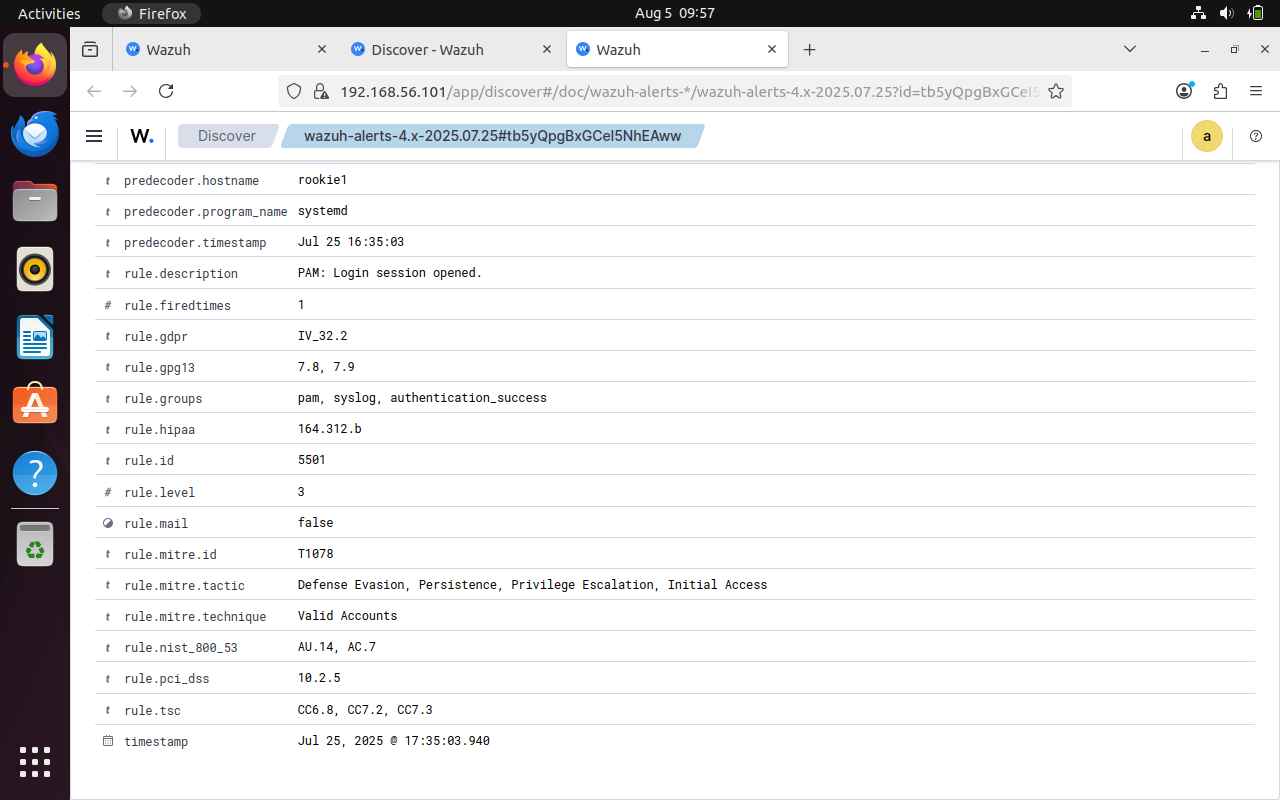 Activities Firefox Aug 5 09:57
Wazuh Discover - Wazuh Wazuh
192.168.56.101/app/discover#/doc/wazuh-alerts-*/wazuh-alerts-4.x-2025.07.25?id=tb5yQpgBxGCeI5
W. Discover wazuh-alerts-4.x-2025.07.25#tb5yQpgBxGCeI5NhEAww a
t predecoder.hostname rookie1
t predecoder.program_name systemd
t predecoder.timestamp Jul 25 16:35:03
t rule.description PAM: Login session opened.
# rule.firedtimes 1
t rule.gdpr IV_32.2
t rule.gpg13 7.8, 7.9
t rule.groups pam, syslog, authentication_success
t rule.hipaa 164.312.b
t rule.id 5501
# rule.level 3
rule.mail false
t rule.mitre.id T1078
t rule.mitre.tactic Defense Evasion, Persistence, Privilege Escalation, Initial Access
t rule.mitre.technique Valid Accounts
t rule.nist_800_53 AU.14, AC.7
t rule.pci_dss 10.2.5
t rule.tsc CC6.8, CC7.2, CC7.3
timestamp Jul 25, 2025 @ 17:35:03.940